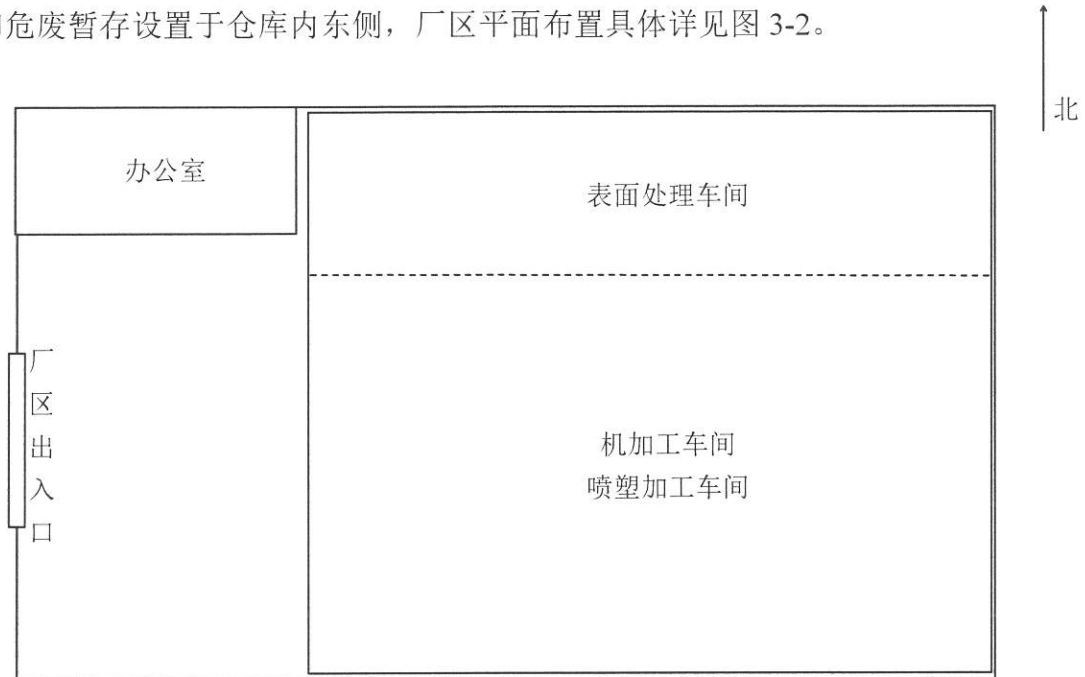 危废暂存设置于仓库内东侧，厂区平面布置具体详见图 3-2。
北
办公室
表面处理车间
厂区出入口
机加工车间
喷塑加工车间